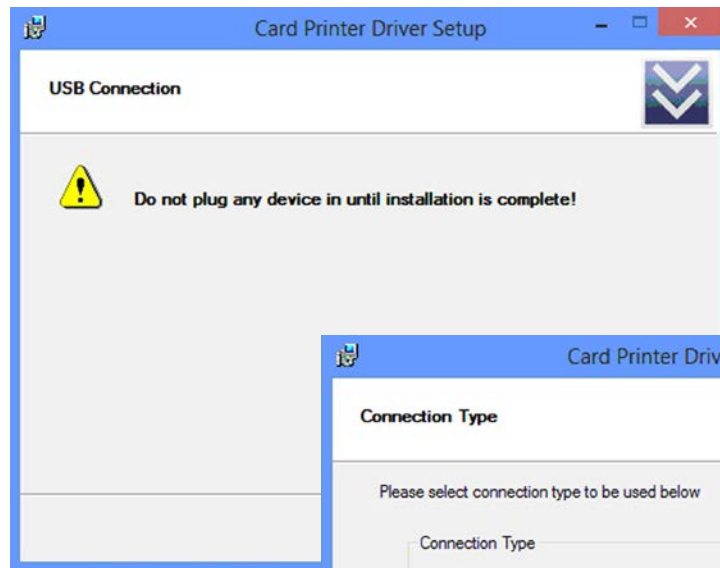 Card Printer Driver Setup
USB Connection
Do not plug any device in until installation is complete!
Card Printer Driv
Connection Type
Please select connection type to be used below
Connection Type